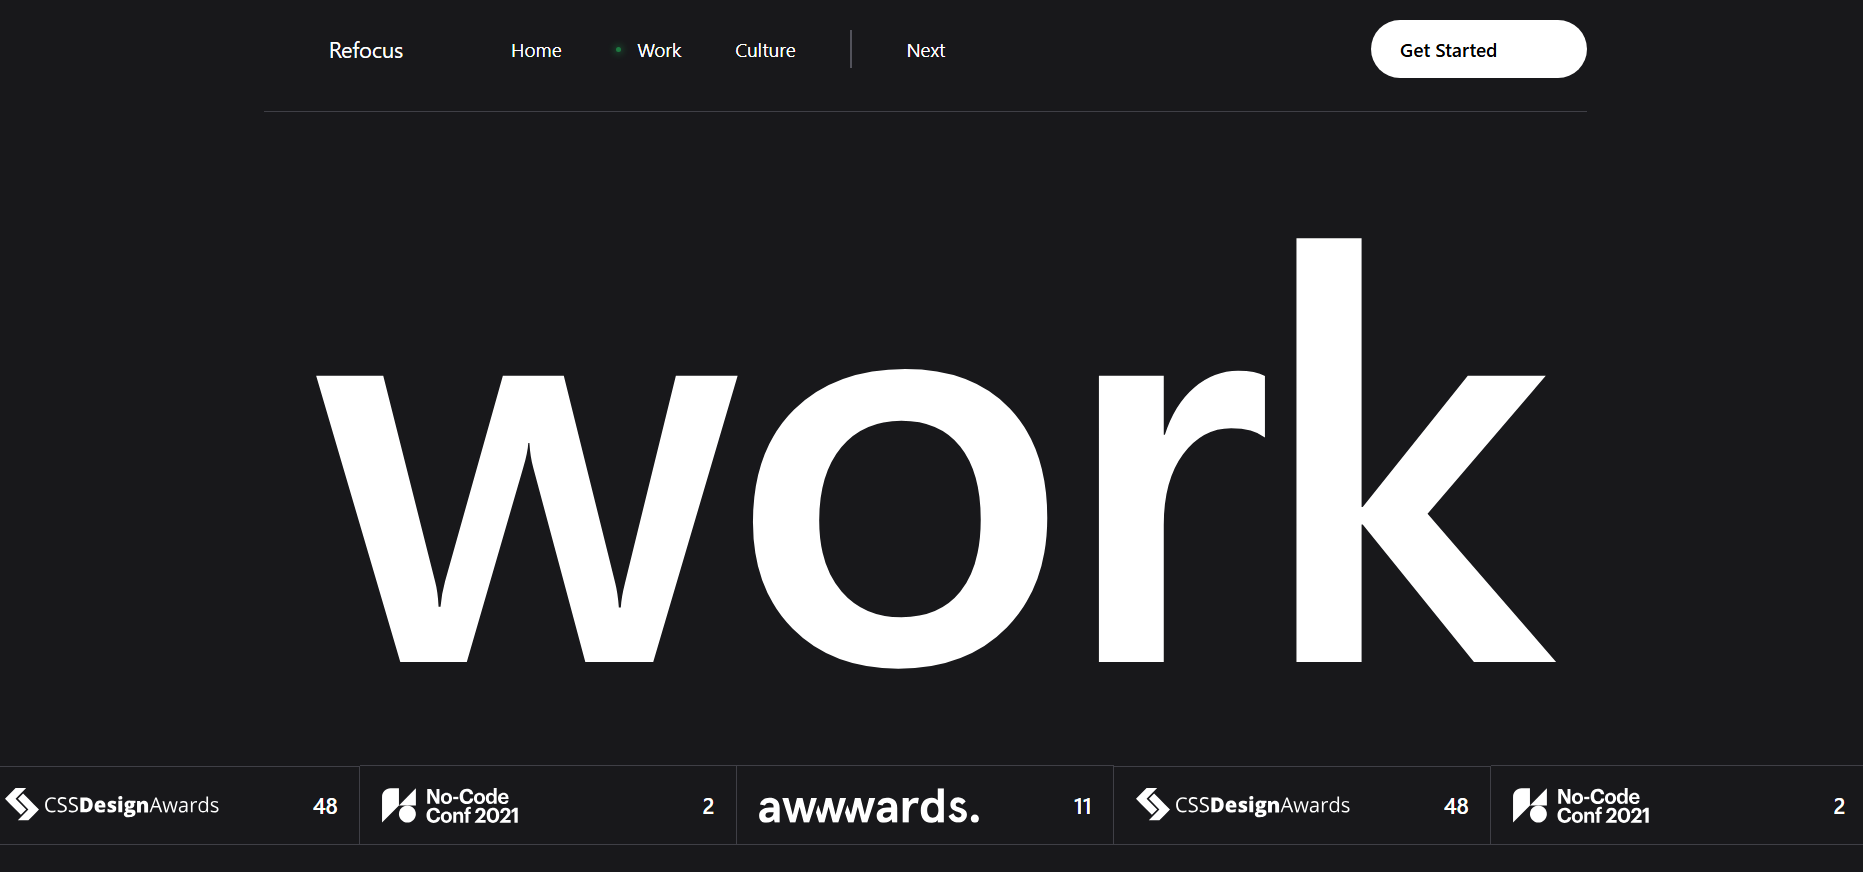 Refocus Home Work Culture Next Get Started
work
CSSDesignAwards 48 No-Code Conf 2021 2 awwwards. 11 CSSDesignAwards 48 No-Code Conf 2021 2